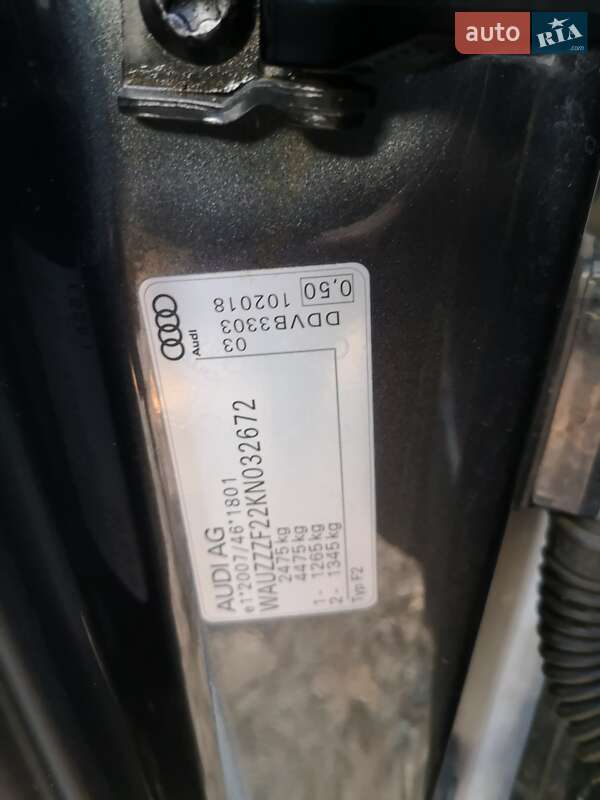 auto RIA .com
Audi
03
DDVB3303
102018 0,50
AUDI AG
e1*2007/46*1801
WAUZZZF22KN032672
2475kg
4475kg
1- 1265kg
2- 1345kg
Typ: F2